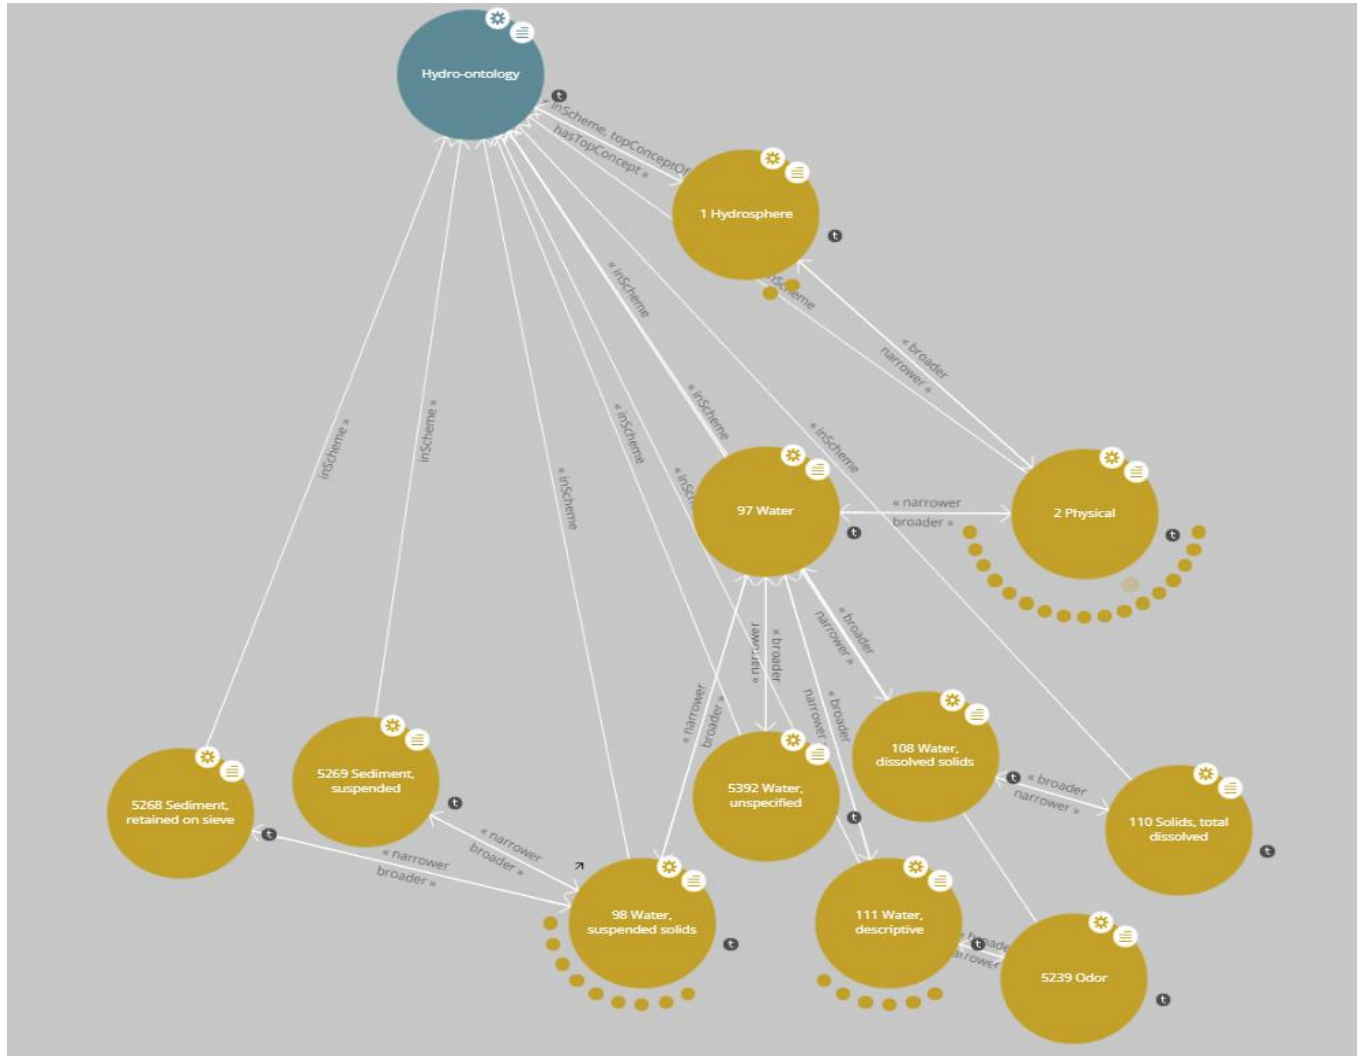 Hydro-ontology
« inScheme, topConceptOf
hasTopConcept »
1 Hydrosphere
« inScheme
« broader
narrower »
inScheme »
inScheme »
« inScheme
« inScheme
« inScheme
« inScheme
97 Water
« narrower
broader »
2 Physical
« narrower
broader »
narrower »
« broader
« broader
narrower »
« broader
narrower »
5268 Sediment,
retained on sieve
5269 Sediment,
suspended
5392 Water,
unspecified
108 Water,
dissolved solids
« broader
narrower »
110 Solids, total
dissolved
« narrower
broader »
« narrower
broader »
98 Water,
suspended solids
111 Water,
descriptive
5239 Odor